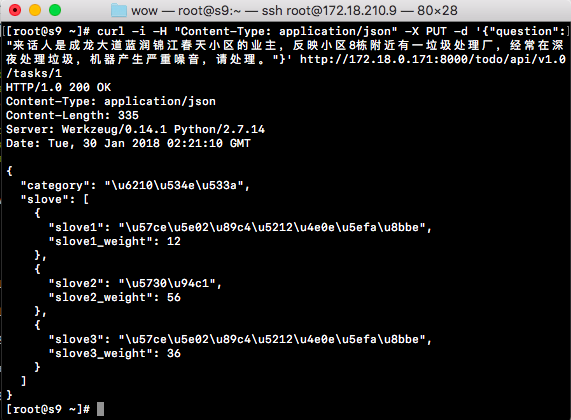 wow — root@s9:~ — ssh root@172.18.210.9 — 80×28
[root@s9 ~]# curl -i -H "Content-Type: application/json" -X PUT -d '{"question":
"来话人是成龙大道蓝润锦江春天小区的业主，反映小区8栋附近有一垃圾处理厂，经常在深
夜处理垃圾，机器产生严重噪音，请处理。"}' http://172.18.0.171:8000/todo/api/v1.0
/tasks/1
HTTP/1.0 200 OK
Content-Type: application/json
Content-Length: 335
Server: Werkzeug/0.14.1 Python/2.7.14
Date: Tue, 30 Jan 2018 02:21:10 GMT
{
  "category": "\u6210\u534e\u533a",
  "slove": [
    {
      "slove1": "\u57ce\u5e02\u89c4\u5212\u4e0e\u5efa\u8bbe",
      "slove1_weight": 12
    },
    {
      "slove2": "\u5730\u94c1",
      "slove2_weight": 56
    },
    {
      "slove3": "\u57ce\u5e02\u89c4\u5212\u4e0e\u5efa\u8bbe",
      "slove3_weight": 36
    }
  ]
}
[root@s9 ~]#